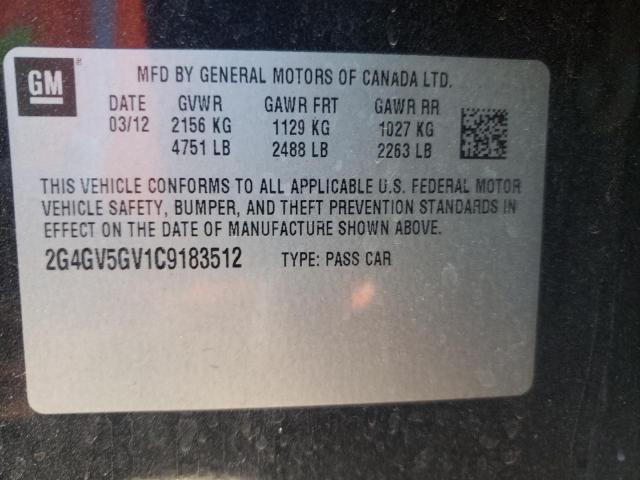 GM
MFD BY GENERAL MOTORS OF CANADA LTD.
DATE GVWR GAWR FRT GAWR RR
03/12 2156 KG 1129 KG 1027 KG
4751 LB 2488 LB 2263 LB
THIS VEHICLE CONFORMS TO ALL APPLICABLE U.S. FEDERAL MOTOR
VEHICLE SAFETY, BUMPER, AND THEFT PREVENTION STANDARDS IN
EFFECT ON THE DATE OF MANUFACTURE SHOWN ABOVE.
2G4GV5GV1C9183512 TYPE: PASS CAR